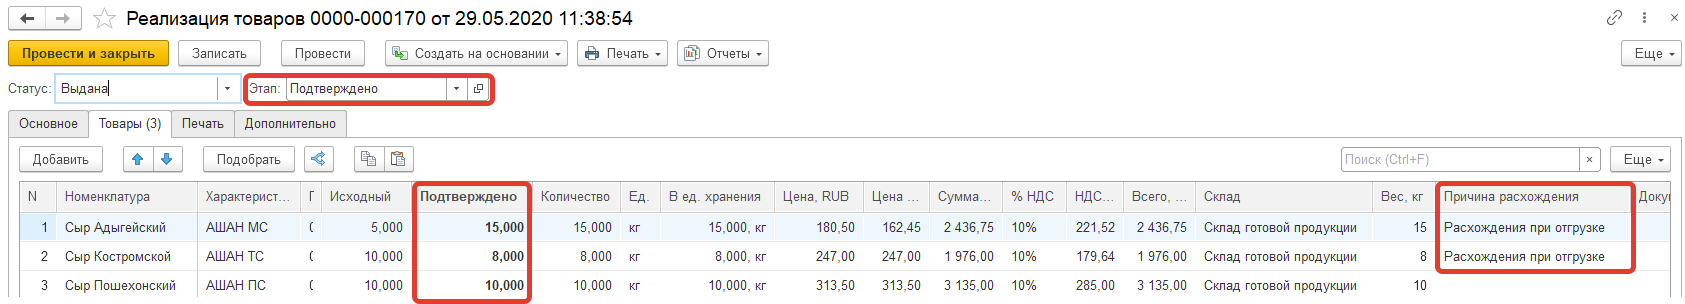 Реализация товаров 0000-000170 от 29.05.2020 11:38:54
Провести и закрыть Записать Провести Создать на основании Печать Отчеты Еще
Статус: Выдана Этап: Подтверждено
Основное Товары (3) Печать Дополнительно
Добавить Подобрать Поиск (Ctrl+F) × Еще
N Номенклатура Характерист... Исходный Подтверждено Количество Ед. В ед. хранения Цена, RUB Цена ... Сумма... % НДС НДС... Всего, ... Склад Вес, кг Причина расхождения
1 Сыр Адыгейский АШАН МС 5,000 15,000 15,000 кг 15,000, кг 180,50 162,45 2 436,75 10% 221,52 2 436,75 Склад готовой продукции 15 Расхождения при отгрузке
2 Сыр Костромской АШАН ТС 10,000 8,000 8,000 кг 8,000, кг 247,00 247,00 1 976,00 10% 179,64 1 976,00 Склад готовой продукции 8 Расхождения при отгрузке
3 Сыр Пошехонский АШАН ПС 10,000 10,000 10,000 кг 10,000, кг 313,50 313,50 3 135,00 10% 285,00 3 135,00 Склад готовой продукции 10